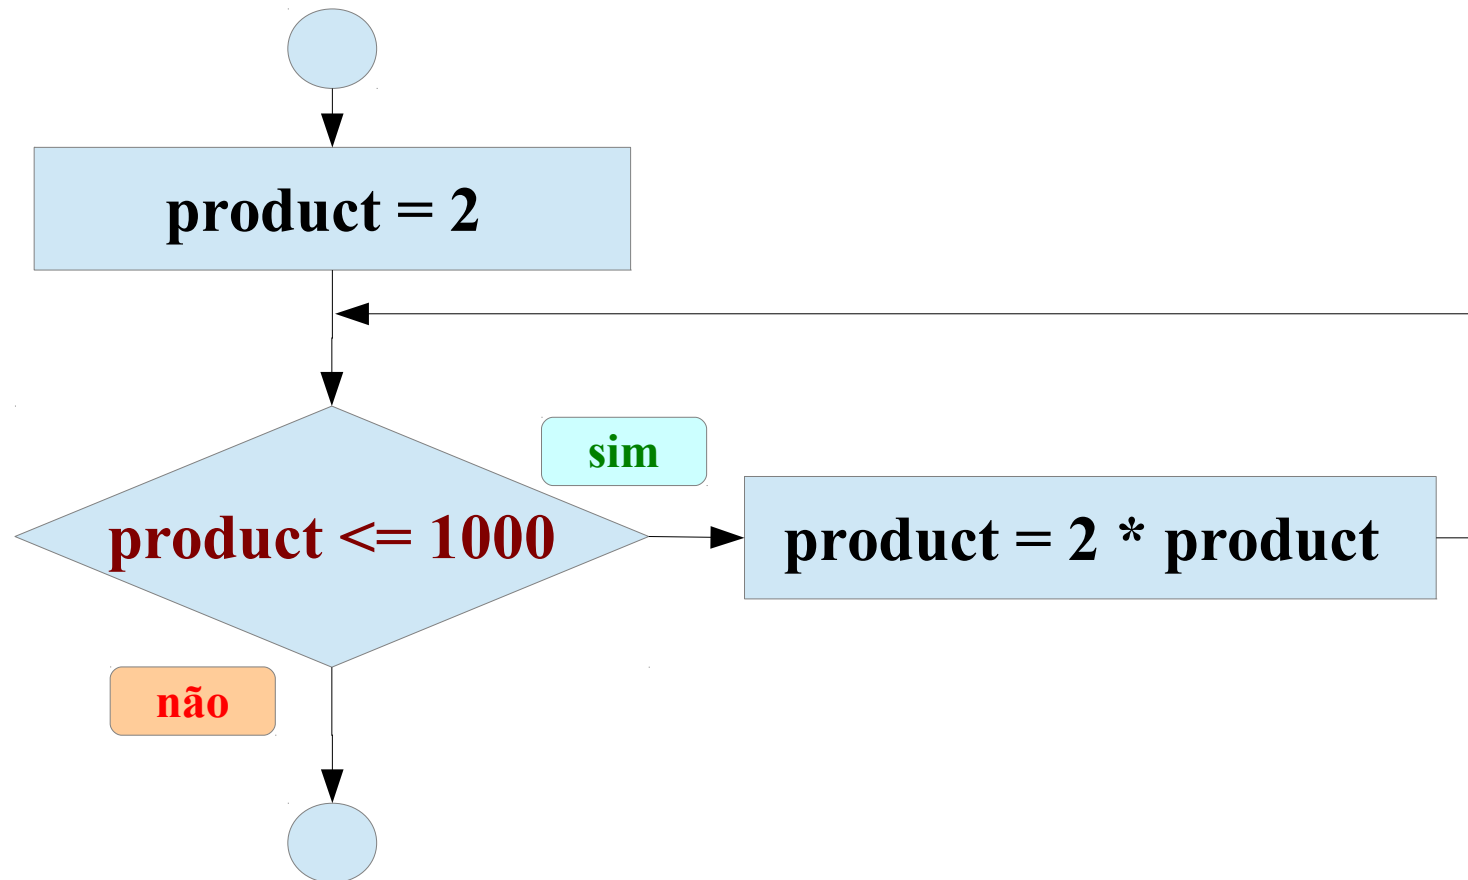 product = 2
sim
product <= 1000
product = 2 * product
não